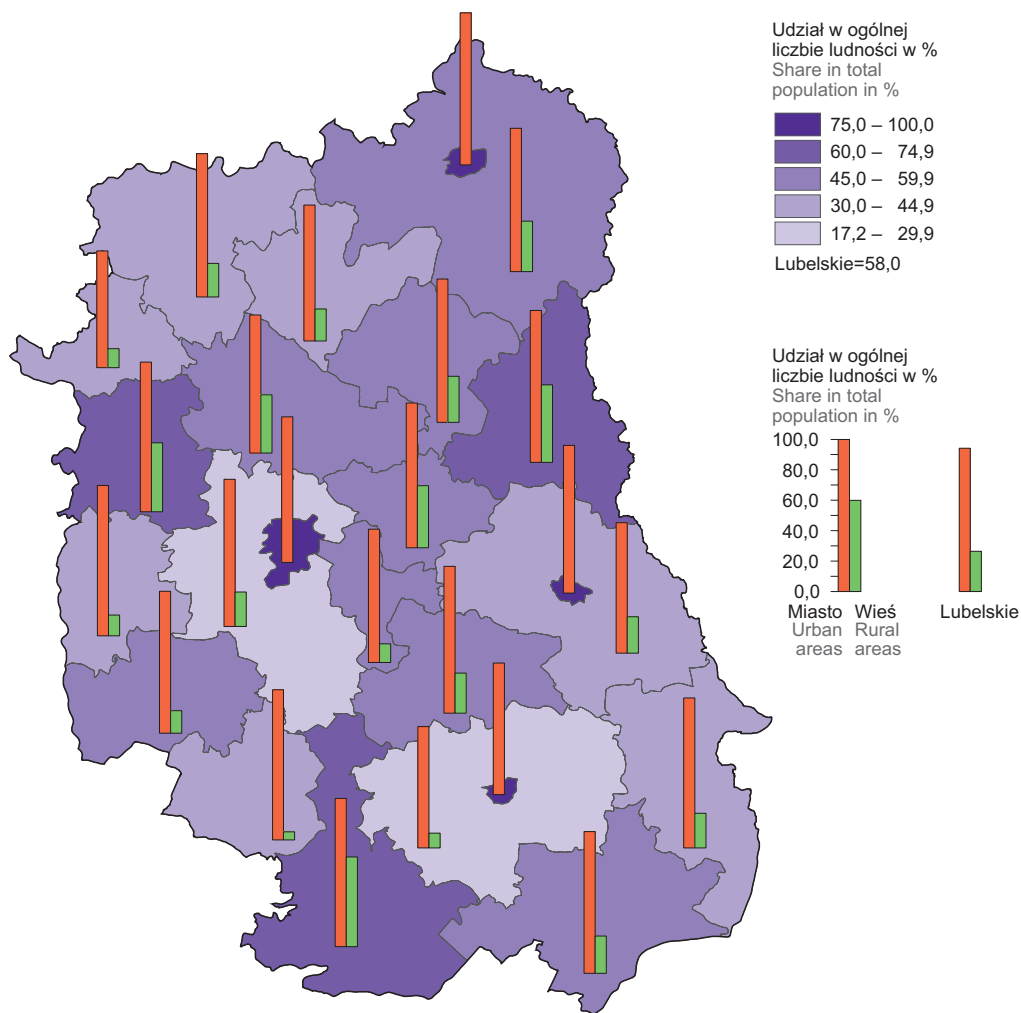 Udział w ogólnej
liczbie ludności w %
Share in total
population in %
75,0 – 100,0
60,0 – 74,9
45,0 – 59,9
30,0 – 44,9
17,2 – 29,9
Lubelskie=58,0
Udział w ogólnej
liczbie ludności w %
Share in total
population in %
100,0
80,0
60,0
40,0
20,0
0,0
Miasto Wieś Lubelskie
Urban Rural
areas areas